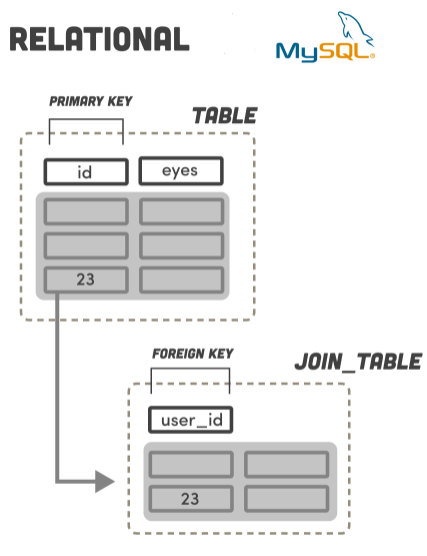 RELATIONAL
MySQL®
PRIMARY KEY
TABLE
id
eyes
23
FOREIGN KEY
JOIN_TABLE
user_id
23